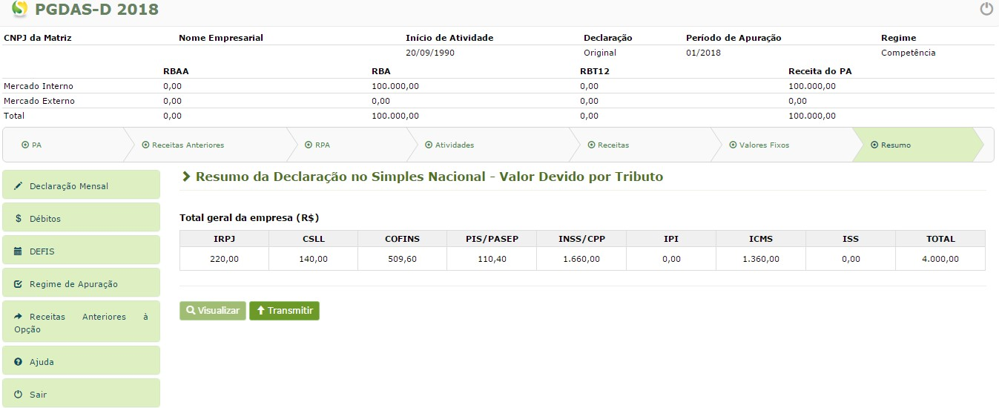 PGDAS-D 2018
CNPJ da Matriz Nome Empresarial Início de Atividade Declaração Período de Apuração Regime
20/09/1990 Original 01/2018 Competência
RBAA RBA RBT12 Receita do PA
Mercado Interno 0,00 100.000,00 0,00 100.000,00
Mercado Externo 0,00 0,00 0,00 0,00
Total 0,00 100.000,00 0,00 100.000,00
PA Receitas Anteriores RPA Atividades Receitas Valores Fixos Resumo
Declaração Mensal
$ Débitos
DEFIS
Regime de Apuração
Receitas Anteriores à
Opção
Ajuda
Sair
Resumo da Declaração no Simples Nacional - Valor Devido por Tributo
Total geral da empresa (R$)
IRPJ CSLL COFINS PIS/PASEP INSS/CPP IPI ICMS ISS TOTAL
220,00 140,00 509,60 110,40 1.660,00 0,00 1.360,00 0,00 4.000,00
Visualizar Transmitir